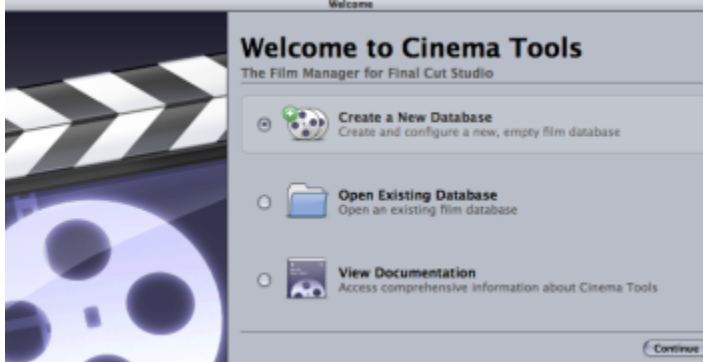 Welcome
Welcome to Cinema Tools
The Film Manager for Final Cut Studio
Create a New Database
Create and configure a new, empty film database
Open Existing Database
Open an existing film database
View Documentation
Access comprehensive information about Cinema Tools
Continue